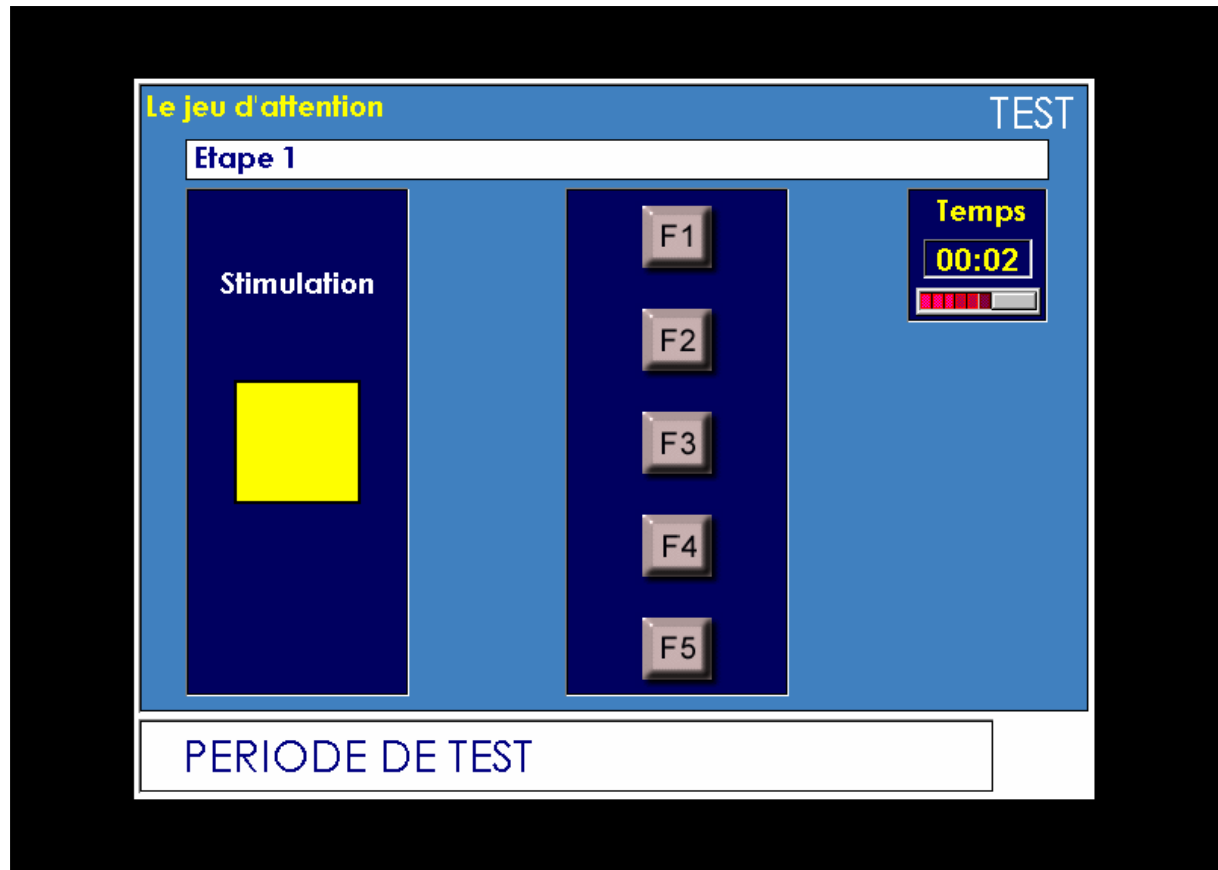 Le jeu d'attention
TEST
Etape 1
Stimulation
F1
F2
F3
F4
F5
Temps
00:02
PERIODE DE TEST